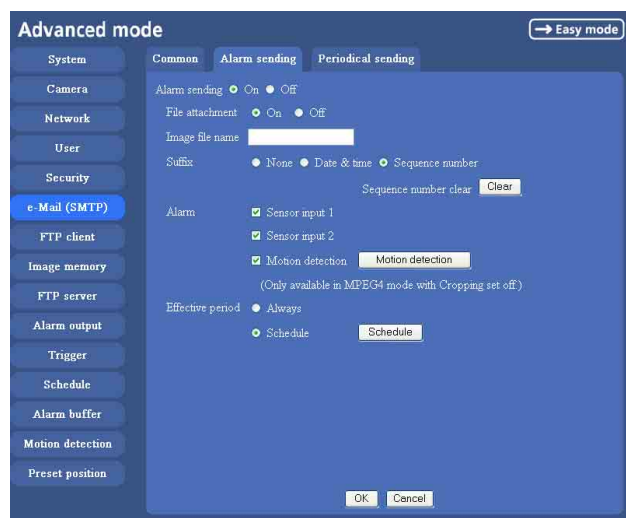 Advanced mode
→ Easy mode
System
Camera
Network
User
Security
e-Mail (SMTP)
FTP client
Image memory
FTP server
Alarm output
Trigger
Schedule
Alarm buffer
Motion detection
Preset position
Common Alarm sending Periodical sending
Alarm sending On Off
File attachment On Off
Image file name
Suffix None Date & time Sequence number
Sequence number clear Clear
Alarm Sensor input 1
Sensor input 2
Motion detection Motion detection
(Only available in MPEG4 mode with Cropping set off.)
Effective period Always
Schedule Schedule
OK Cancel